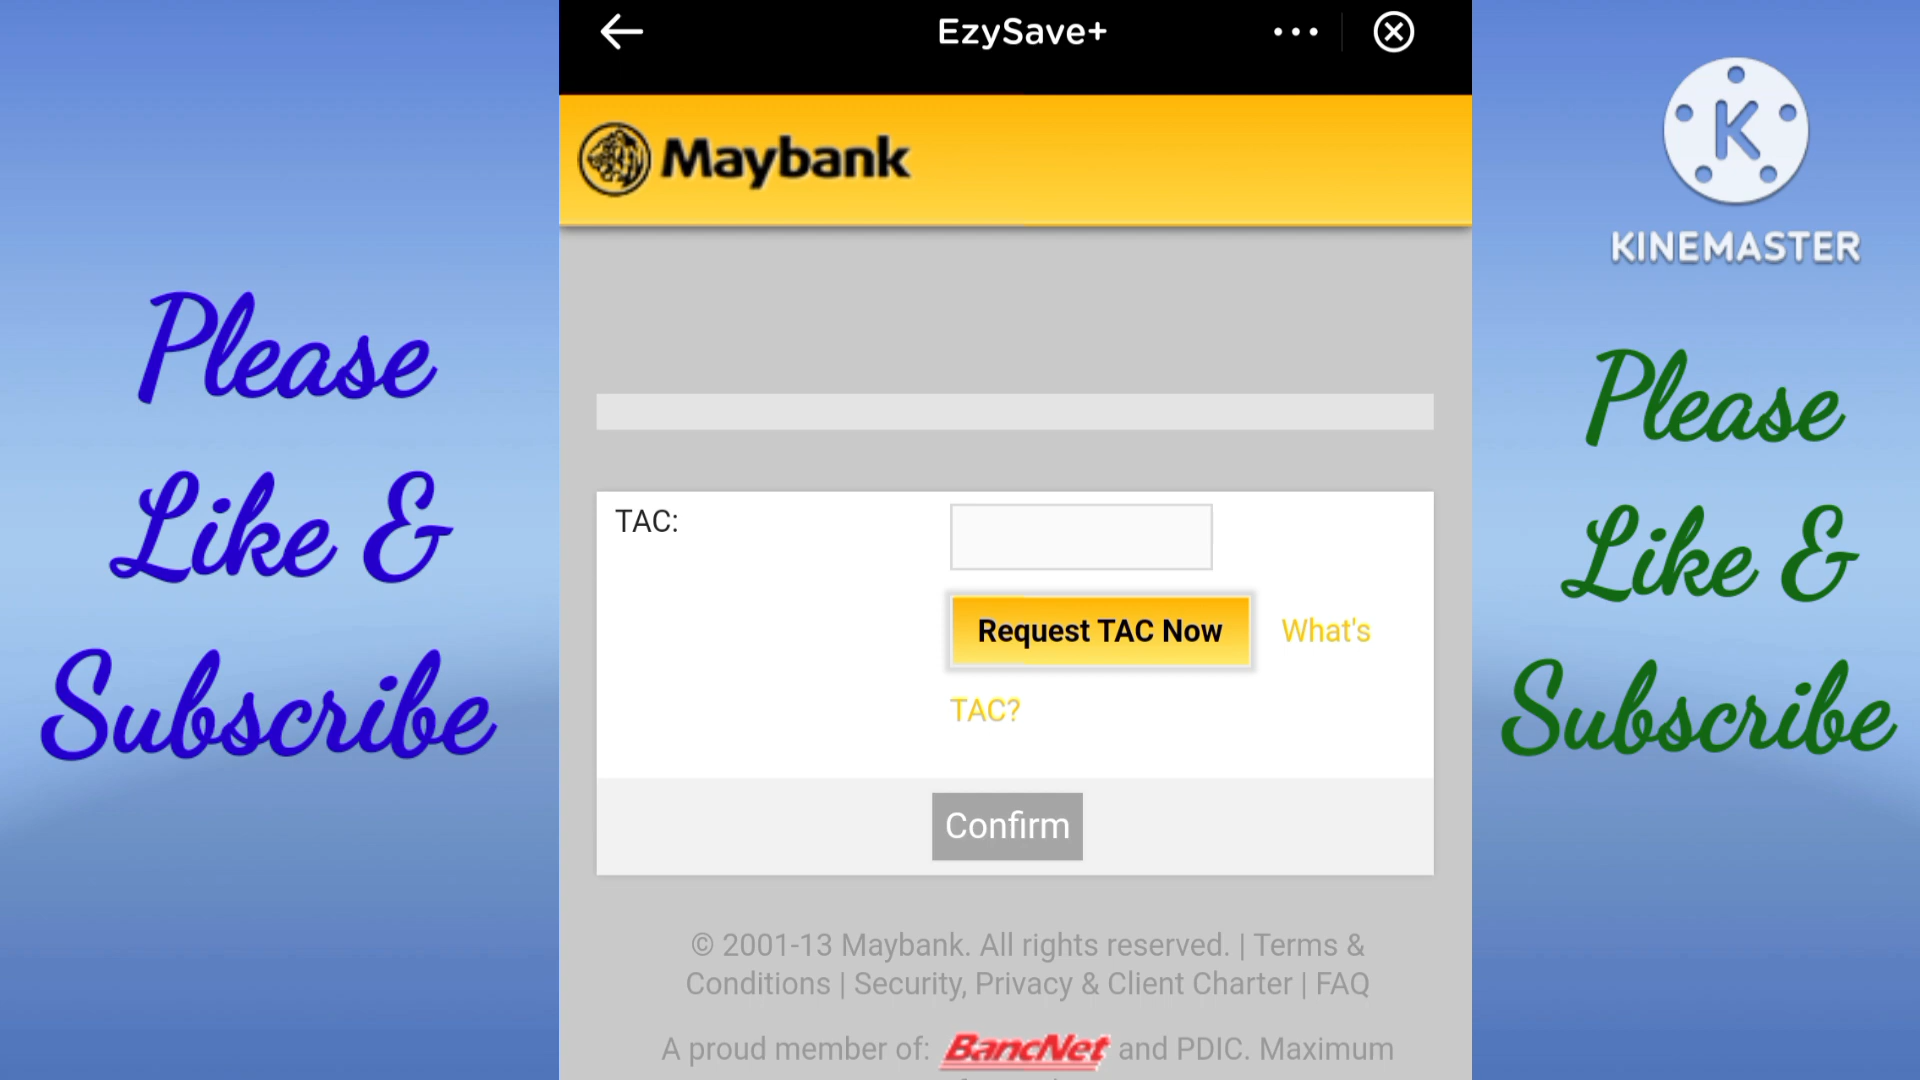 EzySave+
Maybank
K
KINEMASTER
Please
Like &
Subscribe
Please
Like &
Subscribe
TAC:
Request TAC Now What's
TAC?
Confirm
© 2001-13 Maybank. All rights reserved. | Terms &
Conditions | Security, Privacy & Client Charter | FAQ
A proud member of: BancNet and PDIC. Maximum